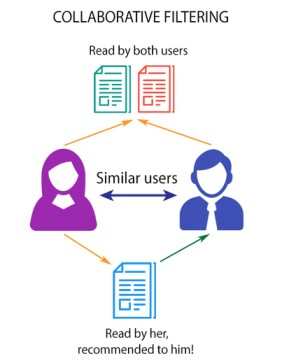 COLLABORATIVE FILTERING
Read by both users
Similar users
Read by her,
recommended to him!